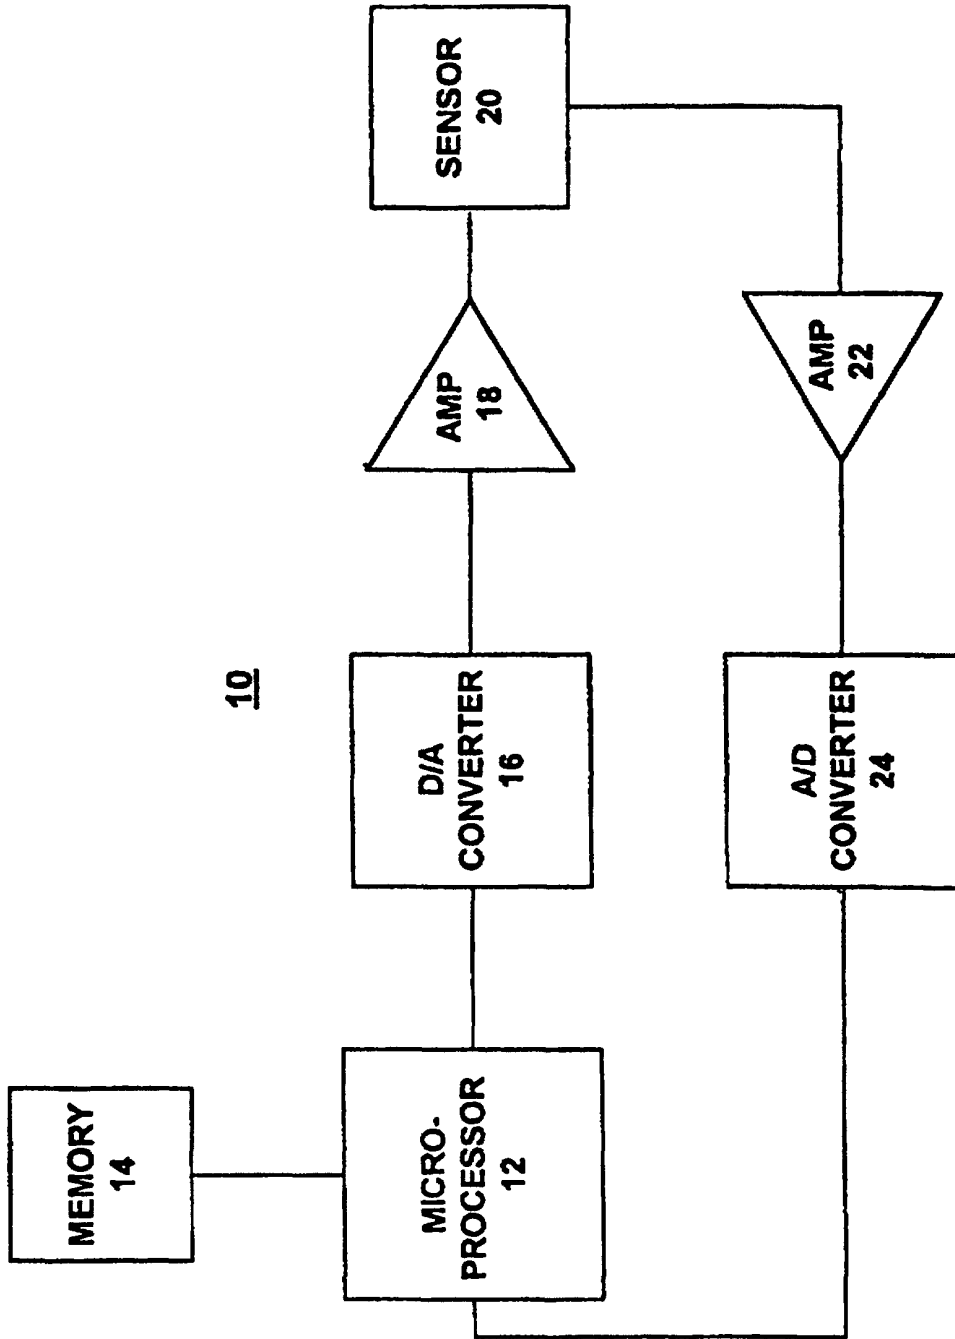 MEMORY
14
MICRO-
PROCESSOR
12
10
D/A
CONVERTER
16
AMP
18
SENSOR
20
A/D
CONVERTER
24
AMP
22